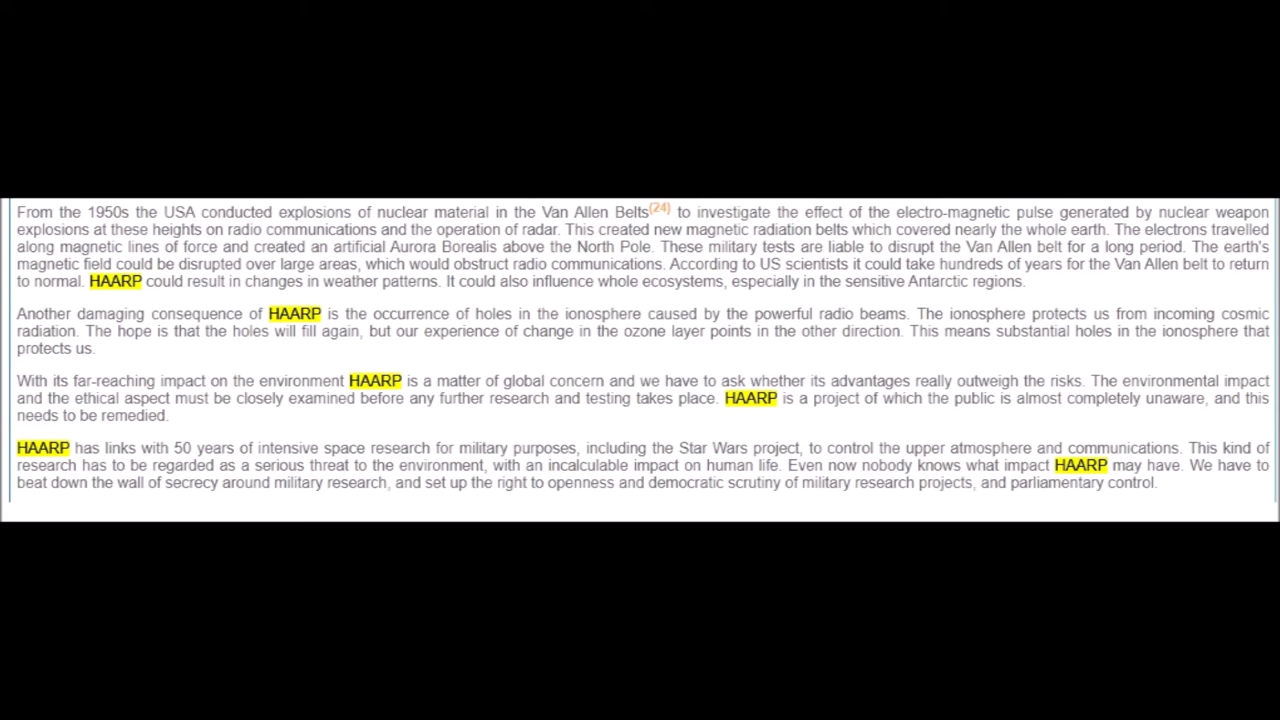 From the 1950s the USA conducted explosions of nuclear material in the Van Allen Belts(24) to investigate the effect of the electro-magnetic pulse generated by nuclear weapon
explosions at these heights on radio communications and the operation of radar. This created new magnetic radiation belts which covered nearly the whole earth. The electrons travelled
along magnetic lines of force and created an artificial Aurora Borealis above the North Pole. These military tests are liable to disrupt the Van Allen belt for a long period. The earth's
magnetic field could be disrupted over large areas, which would obstruct radio communications. According to US scientists it could take hundreds of years for the Van Allen belt to return
to normal. HAARP could result in changes in weather patterns. It could also influence whole ecosystems, especially in the sensitive Antarctic regions.
Another damaging consequence of HAARP is the occurrence of holes in the ionosphere caused by the powerful radio beams. The ionosphere protects us from incoming cosmic
radiation. The hope is that the holes will fill again, but our experience of change in the ozone layer points in the other direction. This means substantial holes in the ionosphere that
protects us.
With its far-reaching impact on the environment HAARP is a matter of global concern and we have to ask whether its advantages really outweigh the risks. The environmental impact
and the ethical aspect must be closely examined before any further research and testing takes place. HAARP is a project of which the public is almost completely unaware, and this
needs to be remedied.
HAARP has links with 50 years of intensive space research for military purposes, including the Star Wars project, to control the upper atmosphere and communications. This kind of
research has to be regarded as a serious threat to the environment, with an incalculable impact on human life. Even now nobody knows what impact HAARP may have. We have to
beat down the wall of secrecy around military research, and set up the right to openness and democratic scrutiny of military research projects, and parliamentary control.